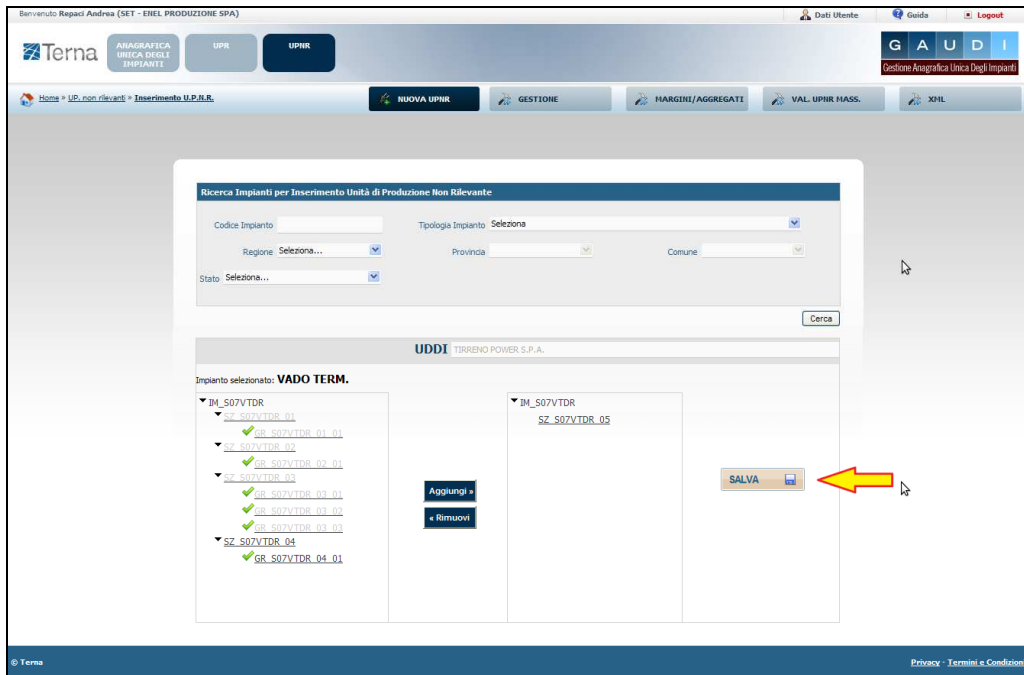 Benvenuto Repaci Andrea (SET - ENEL PRODUZIONE SPA) Dati Utente Guida Logout
Terna
ANAGRAFICA UNICA DEGLI IMPIANTI
UPR
UPNR
GAUDI
Gestione Anagrafica Unica Degli Impianti
Home » UP. non rilevanti » Inserimento U.P.N.R.
NUOVA UPNR GESTIONE MARGINI/AGGREGATI VAL. UPNR MASS. XML
Ricerca Impianti per Inserimento Unità di Produzione Non Rilevante
Codice Impianto Tipologia Impianto Seleziona
Regione Seleziona... Provincia Comune
Stato Seleziona...
Cerca
UDDI TIRRENO POWER S.P.A.
Impianto selezionato: VADO TERM.
IM_S07VTDR
SZ_S07VTDR_01
GR_S07VTDR_01_01
SZ_S07VTDR_02
GR_S07VTDR_02_01
SZ_S07VTDR_03
GR_S07VTDR_03_01
GR_S07VTDR_03_02
GR_S07VTDR_03_03
SZ_S07VTDR_04
GR_S07VTDR_04_01
Aggiungi »
« Rimuovi
IM_S07VTDR
SZ_S07VTDR_05
SALVA
© Terna Privacy - Termini e Condizion